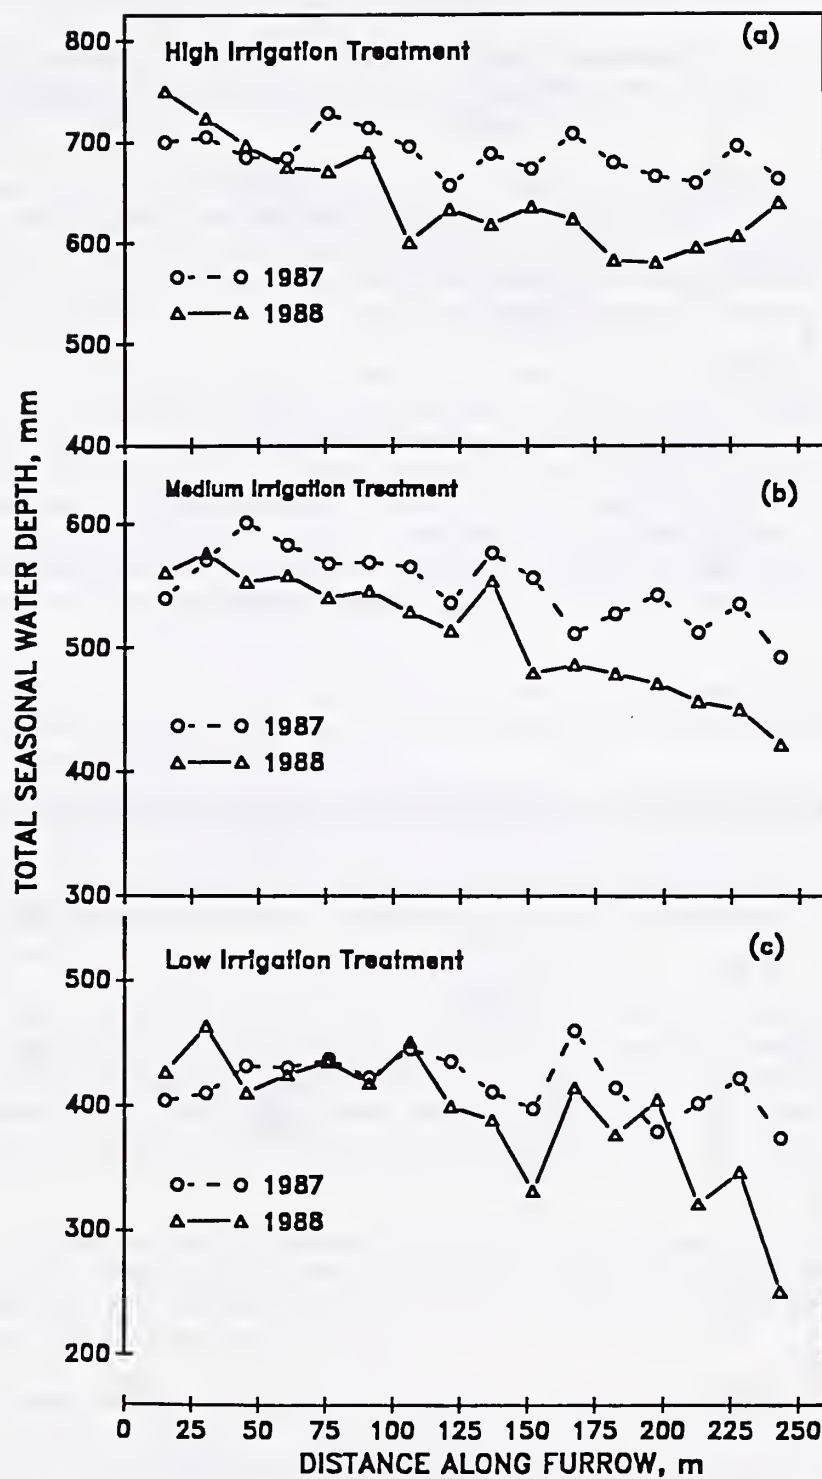 TOTAL SEASONAL WATER DEPTH, mm
800
700
600
500
400
High Irrigation Treatment
(a)
1987
1988
600
500
400
300
Medium Irrigation Treatment
(b)
1987
1988
500
400
300
200
Low Irrigation Treatment
(c)
1987
1988
0 25 50 75 100 125 150 175 200 225 250
DISTANCE ALONG FURROW, m